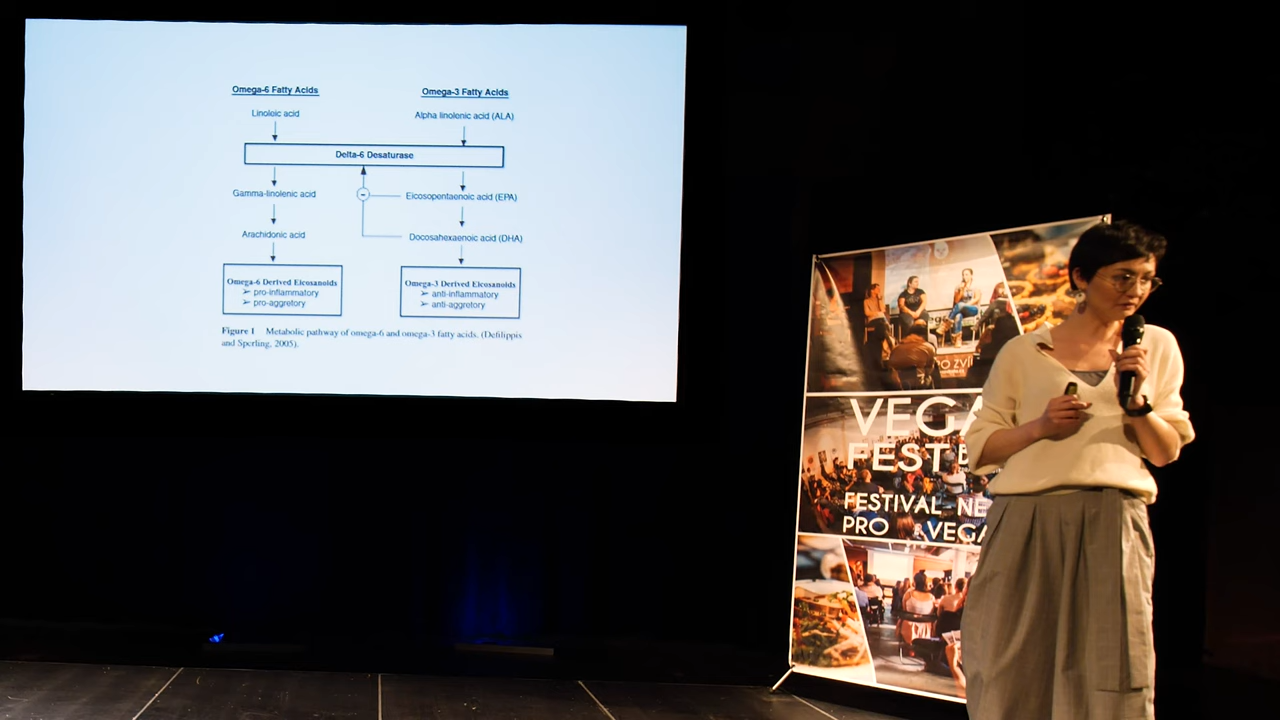 Omega-6 Fatty Acids
Omega-3 Fatty Acids
Linoleic acid
Alpha linolenic acid (ALA)
Delta-6 Desaturase
Gamma-linolenic acid
-
Eicosopentaenoic acid (EPA)
Arachidonic acid
Docosahexaenoic acid (DHA)
Omega-6 Derived Eicosanoids
➢ pro-inflammatory
➢ pro-aggretory
Omega-3 Derived Eicosanoids
➢ anti-inflammatory
➢ anti-aggretory
Figure 1 Metabolic pathway of omega-6 and omega-3 fatty acids. (Defilippis
and Sperling, 2005).
VEGA
FEST
FESTIVAL NE
PRO VEGA